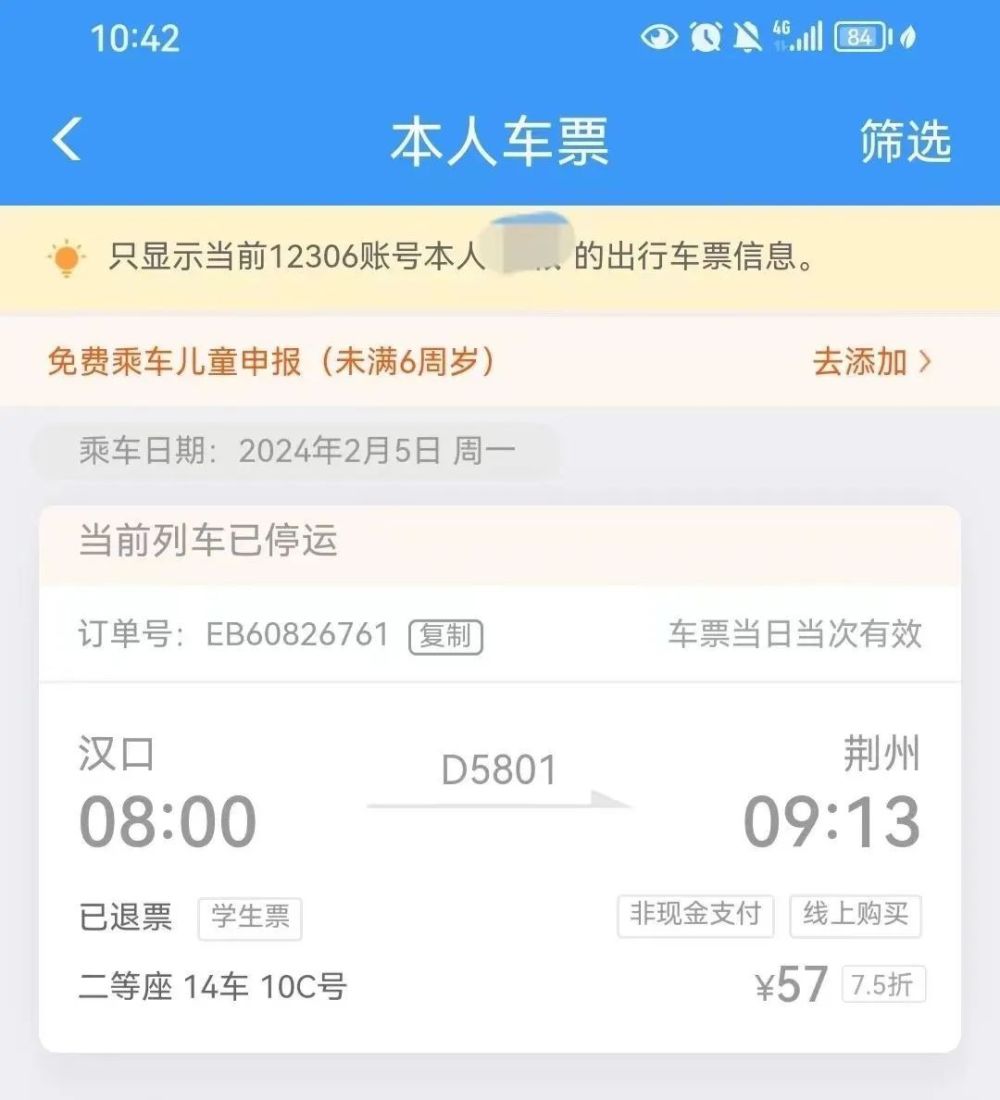 10:42 4G 84
本人车票 筛选
只显示当前12306账号本人 的出行车票信息。
免费乘车儿童申报（未满6周岁） 去添加
乘车日期：2024年2月5日 周一
当前列车已停运
订单号：EB60826761 复制 车票当日当次有效
汉口 D5801 荆州
08:00 09:13
已退票 学生票 非现金支付 线上购买
二等座 14车 10C号 ¥57 7.5折